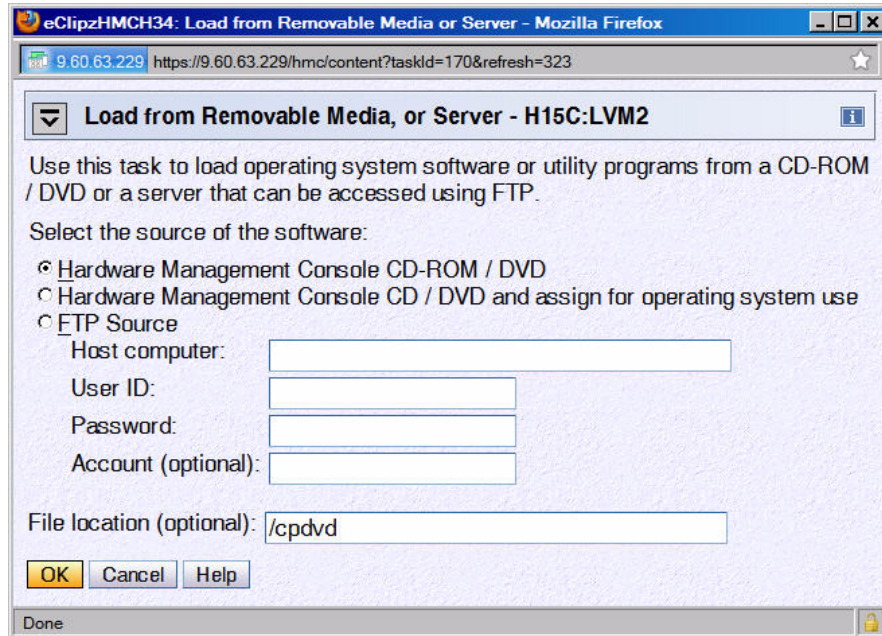 eClipzHMCH34: Load from Removable Media or Server - Mozilla Firefox
9.60.63.229 https://9.60.63.229/hmc/content?taskId=170&refresh=323
Load from Removable Media, or Server - H15C:LVM2
Use this task to load operating system software or utility programs from a CD-ROM
/ DVD or a server that can be accessed using FTP.
Select the source of the software:
Hardware Management Console CD-ROM / DVD
Hardware Management Console CD / DVD and assign for operating system use
FTP Source
Host computer:
User ID:
Password:
Account (optional):
File location (optional): /cpdvd
OK Cancel Help
Done